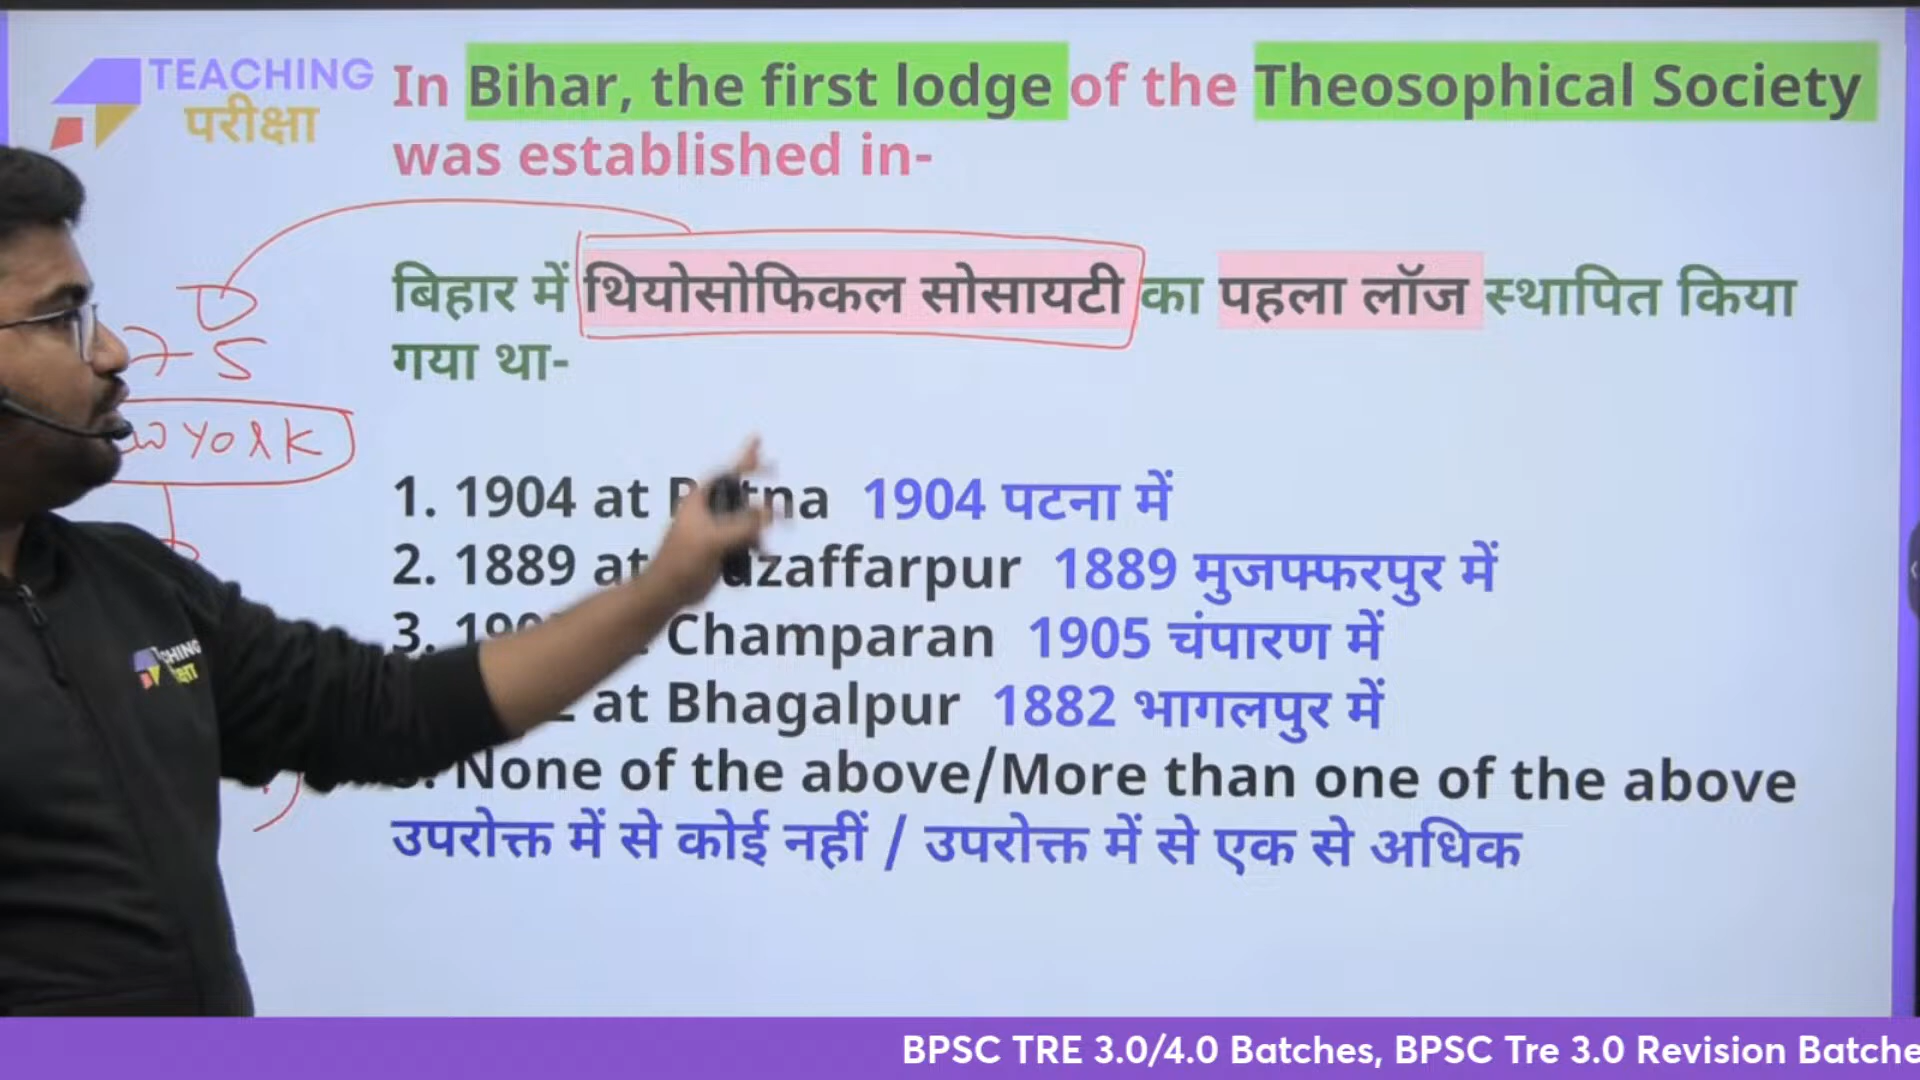 TEACHING
परीक्षा
In Bihar, the first lodge of the Theosophical Society
was established in-
बिहार में थियोसोफिकल सोसायटी का पहला लॉज स्थापित किया
गया था-
75
YORK
1. 1904 at Patna 1904 पटना में
2. 1889 at Muzaffarpur 1889 मुजफ्फरपुर में
3. Champaran 1905 चंपारण में
at Bhagalpur 1882 भागलपुर में
None of the above/More than one of the above
उपरोक्त में से कोई नहीं / उपरोक्त में से एक से अधिक
BPSC TRE 3.0/4.0 Batches, BPSC Tre 3.0 Revision Batche